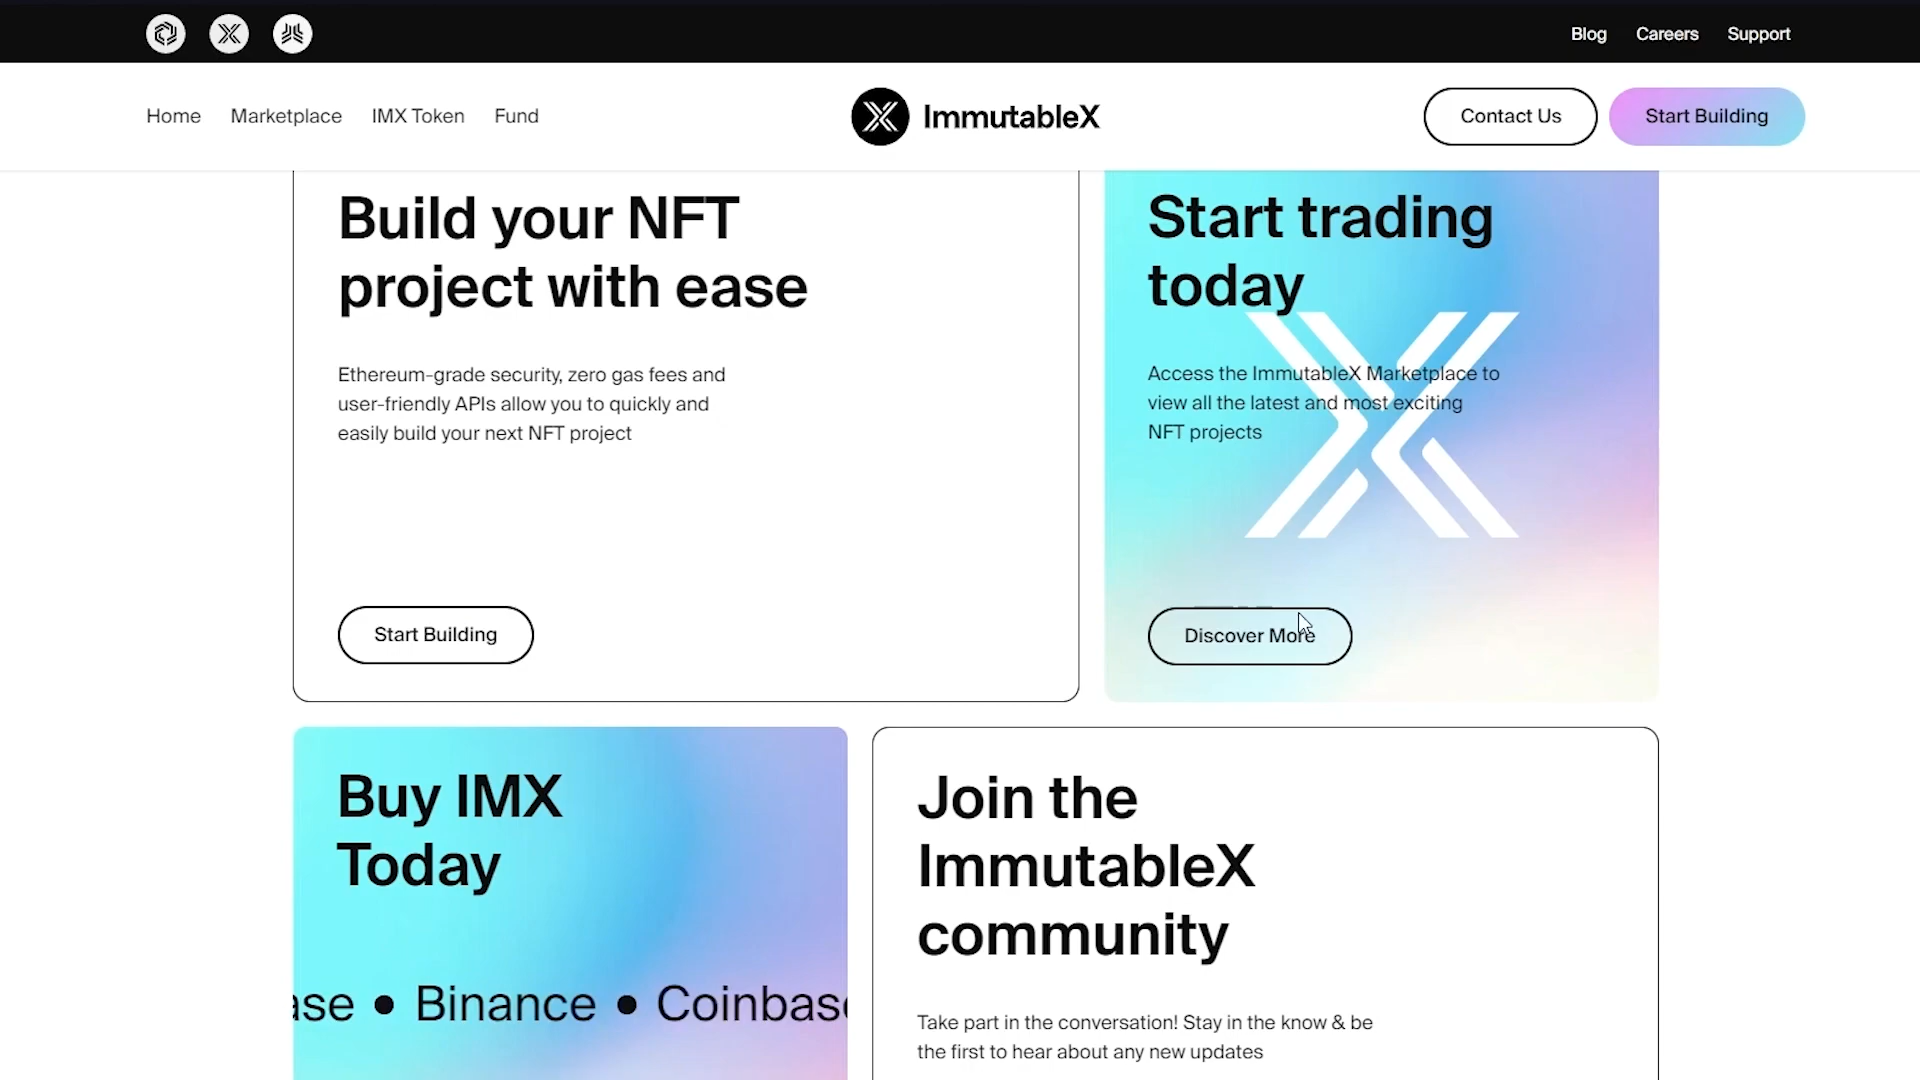 Blog Careers Support
Home Marketplace IMX Token Fund
ImmutableX
Contact Us
Start Building
Build your NFT
project with ease
Ethereum-grade security, zero gas fees and
user-friendly APIs allow you to quickly and
easily build your next NFT project
Start Building
Start trading
today
Access the ImmutableX Marketplace to
view all the latest and most exciting
NFT projects
Discover More
Buy IMX
Today
ase • Binance • Coinbase
Join the
ImmutableX
community
Take part in the conversation! Stay in the know & be
the first to hear about any new updates